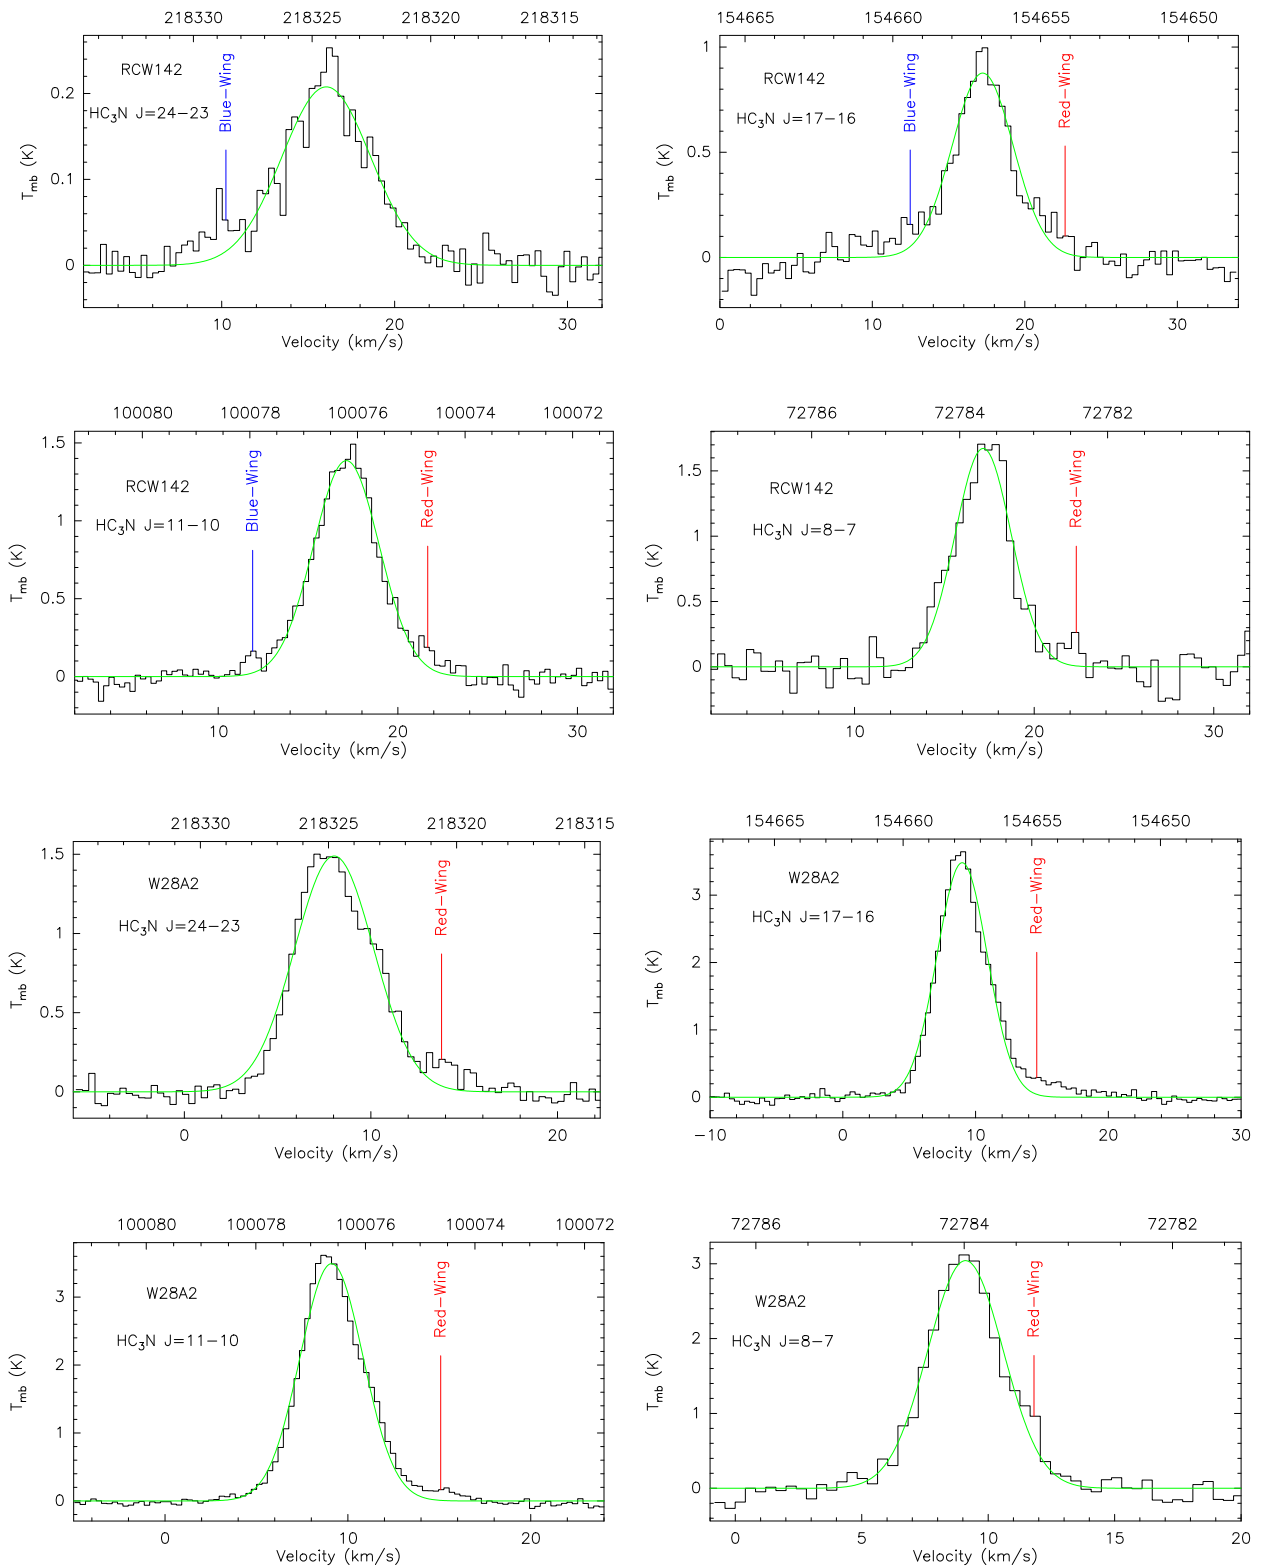 218330 218325 218320 218315
RCW142
HC₃N J=24−23
Blue−Wing
0.2
0.1
0
T_mb (K)
10 20 30
Velocity (km/s)
154665 154660 154655 154650
RCW142
HC₃N J=17−16
Blue−Wing
Red−Wing
1
0.5
0
T_mb (K)
0 10 20 30
Velocity (km/s)
100080 100078 100076 100074 100072
RCW142
HC₃N J=11−10
Blue−Wing
Red−Wing
1.5
1
0.5
0
T_mb (K)
10 20 30
Velocity (km/s)
72786 72784 72782
RCW142
HC₃N J=8−7
Red−Wing
1.5
1
0.5
0
T_mb (K)
10 20 30
Velocity (km/s)
218330 218325 218320 218315
W28A2
HC₃N J=24−23
Red−Wing
1.5
1
0.5
0
T_mb (K)
0 10 20
Velocity (km/s)
154665 154660 154655 154650
W28A2
HC₃N J=17−16
Red−Wing
3
2
1
0
T_mb (K)
−10 0 10 20 30
Velocity (km/s)
100080 100078 100076 100074 100072
W28A2
HC₃N J=11−10
Red−Wing
3
2
1
0
T_mb (K)
0 10 20
Velocity (km/s)
72786 72784 72782
W28A2
HC₃N J=8−7
Red−Wing
3
2
1
0
T_mb (K)
0 5 10 15 20
Velocity (km/s)